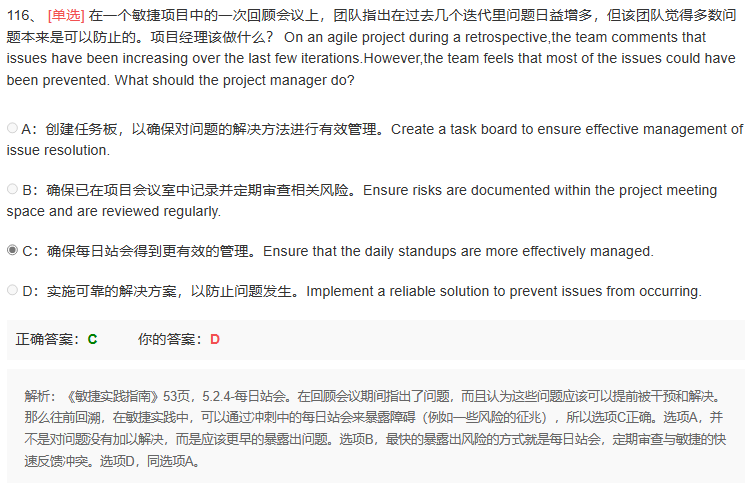 116、 [单选] 在一个敏捷项目中的一次回顾会议上，团队指出在过去几个迭代里问题日益增多，但该团队觉得多数问
题本来是可以防止的。项目经理该做什么？ On an agile project during a retrospective,the team comments that
issues have been increasing over the last few iterations.However,the team feels that most of the issues could have
been prevented. What should the project manager do?
A：创建任务板，以确保对问题的解决方法进行有效管理。Create a task board to ensure effective management of
issue resolution.
B：确保已在项目会议室中记录并定期审查相关风险。Ensure risks are documented within the project meeting
space and are reviewed regularly.
C：确保每日站会得到更有效的管理。Ensure that the daily standups are more effectively managed.
D：实施可靠的解决方案，以防止问题发生。Implement a reliable solution to prevent issues from occurring.
正确答案：C 你的答案：D
解析：《敏捷实践指南》53页，5.2.4-每日站会。在回顾会议期间指出了问题，而且认为这些问题应该可以提前被干预和解决。
那么往前回溯，在敏捷实践中，可以通过冲刺中的每日站会来暴露障碍（例如一些风险的征兆），所以选项C正确。选项A，并
不是对问题没有加以解决，而是应该更早的暴露出问题。选项B，最快的暴露出风险的方式就是每日站会，定期审查与敏捷的快
速反馈冲突。选项D，同选项A。